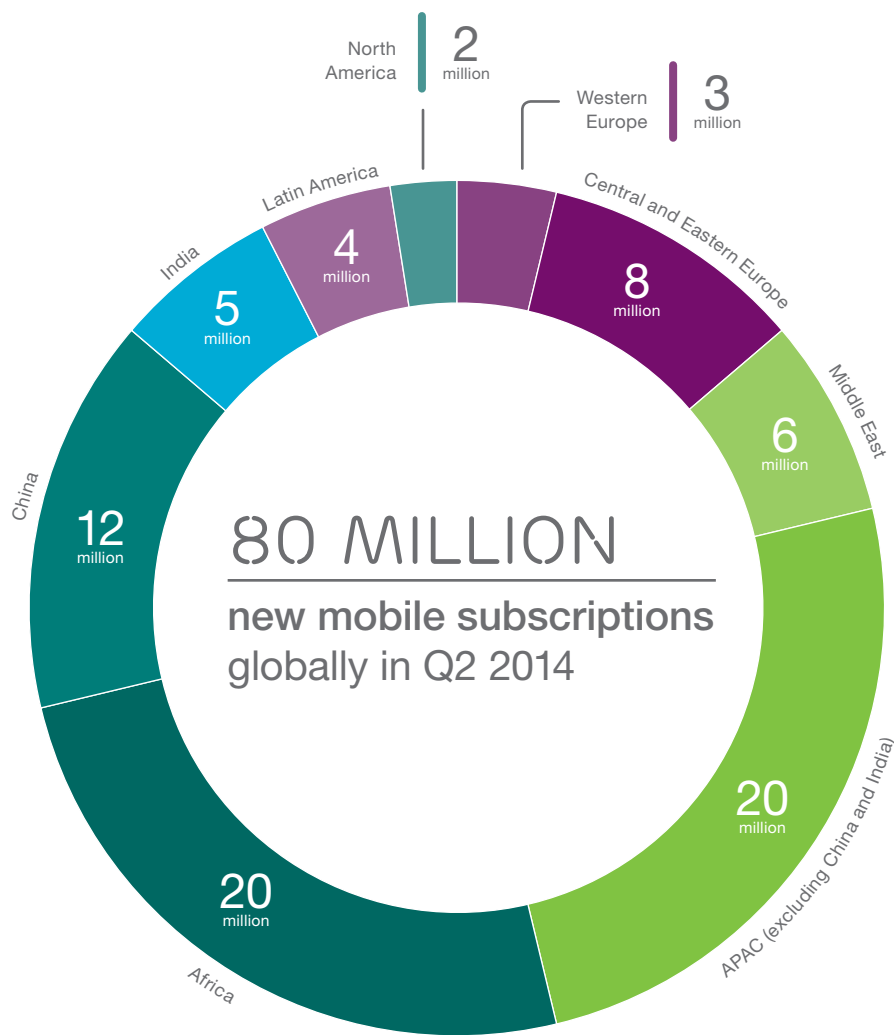 North
America
2
million
Western
Europe
3
million
Central and Eastern Europe
8
million
Middle East
6
million
APAC (excluding China and India)
20
million
Africa
20
million
China
12
million
India
5
million
Latin America
4
million
80 MILLION
new mobile subscriptions
globally in Q2 2014